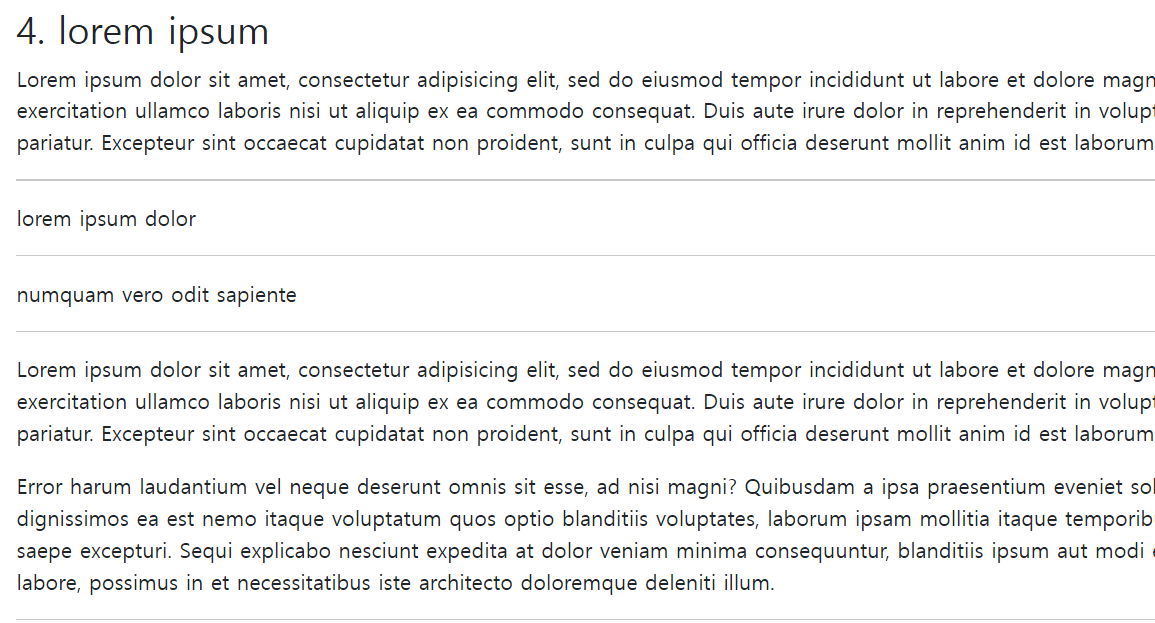 4. lorem ipsum
Lorem ipsum dolor sit amet, consectetur adipisicing elit, sed do eiusmod tempor incididunt ut labore et dolore
exercitation ullamco laboris nisi ut aliquip ex ea commodo consequat. Duis aute irure dolor in reprehenderit in
pariatur. Excepteur sint occaecat cupidatat non proident, sunt in culpa qui officia deserunt mollit anim id est laborum
lorem ipsum dolor
numquam vero odit sapiente
Lorem ipsum dolor sit amet, consectetur adipisicing elit, sed do eiusmod tempor incididunt ut labore et dolore
exercitation ullamco laboris nisi ut aliquip ex ea commodo consequat. Duis aute irure dolor in reprehenderit in
pariatur. Excepteur sint occaecat cupidatat non proident, sunt in culpa qui officia deserunt mollit anim id est laborum
Error harum laudantium vel neque deserunt omnis sit esse, ad nisi magni? Quibusdam a ipsa praesentium eveniet
dignissimos ea est nemo itaque voluptatum quos optio blanditiis voluptates, laborum ipsam mollitia itaque
saepe excepturi. Sequi explicabo nesciunt expedita at dolor veniam minima consequuntur, blanditiis ipsum aut modi
labore, possimus in et necessitatibus iste architecto doloremque deleniti illum.